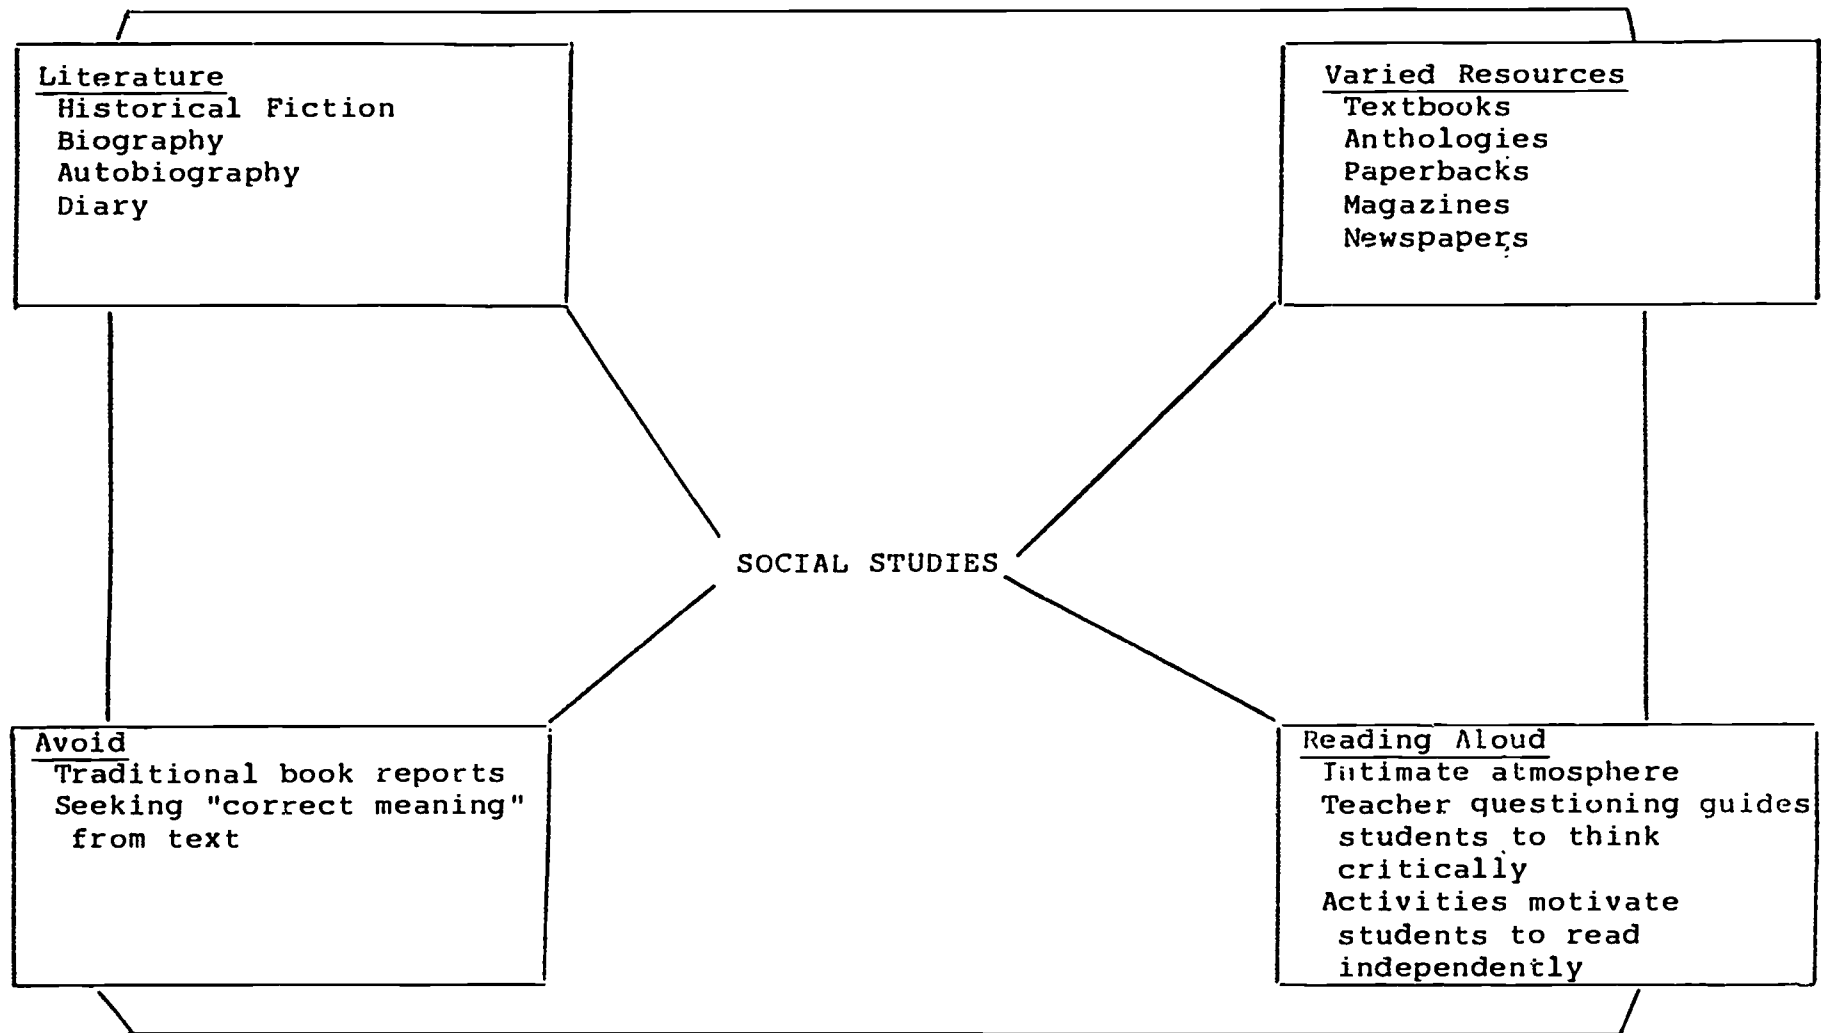 Literature
Historical Fiction
Biography
Autobiography
Diary
Varied Resources
Textbooks
Anthologies
Paperbacks
Magazines
Newspapers
SOCIAL STUDIES
Avoid
Traditional book reports
Seeking "correct meaning"
from text
Reading Aloud
Intimate atmosphere
Teacher questioning guides
students to think
critically
Activities motivate
students to read
independently